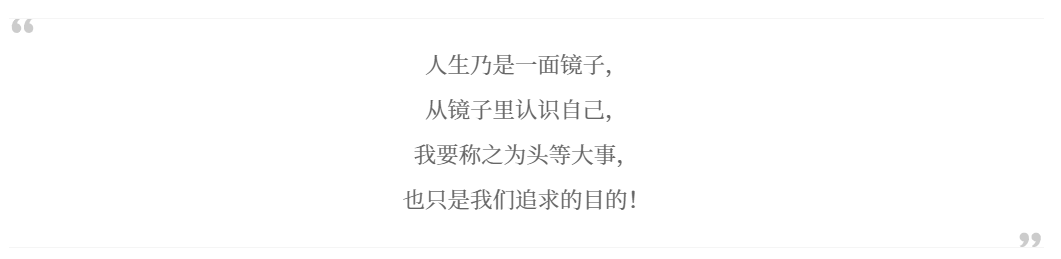 “
人生乃是一面镜子，
从镜子里认识自己，
我要称之为头等大事，
也只是我们追求的目的！
”